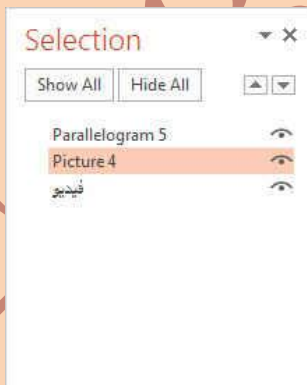 Selection
Show All Hide All
Parallelogram 5
Picture 4
فيديو